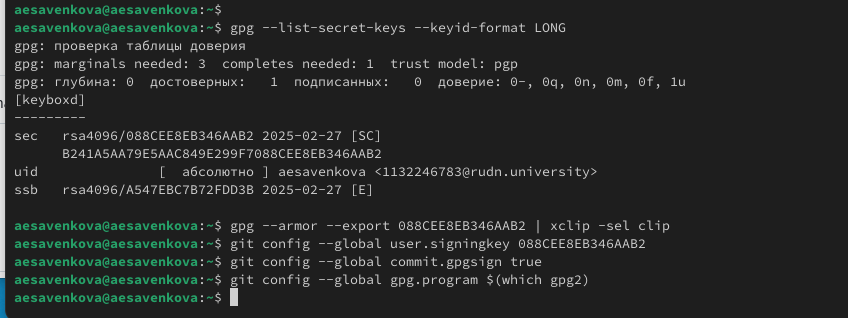 aesavenkova@aesavenkova:~$
aesavenkova@aesavenkova:~$ gpg --list-secret-keys --keyid-format LONG
gpg: проверка таблицы доверия
gpg: marginals needed: 3  completes needed: 1  trust model: pgp
gpg: глубина: 0  достоверных:   1  подписанных:   0  доверие: 0-, 0q, 0n, 0m, 0f, 1u
[keyboxd]
---------
sec   rsa4096/088CEE8EB346AAB2 2025-02-27 [SC]
      B241A5AA79E5AAC849E299F7088CEE8EB346AAB2
uid               [  абсолютно ] aesavenkova <1132246783@rudn.university>
ssb   rsa4096/A547EBC7B72FDD3B 2025-02-27 [E]
aesavenkova@aesavenkova:~$ gpg --armor --export 088CEE8EB346AAB2 | xclip -sel clip
aesavenkova@aesavenkova:~$ git config --global user.signingkey 088CEE8EB346AAB2
aesavenkova@aesavenkova:~$ git config --global commit.gpgsign true
aesavenkova@aesavenkova:~$ git config --global gpg.program $(which gpg2)
aesavenkova@aesavenkova:~$